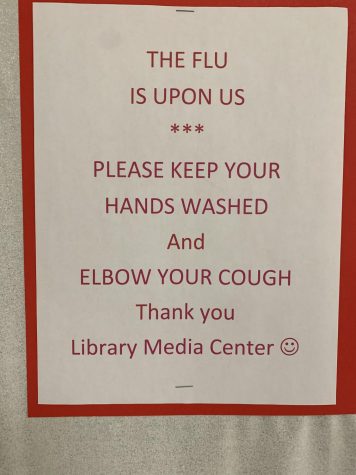 THE FLU
IS UPON US
***
PLEASE KEEP YOUR
HANDS WASHED
And
ELBOW YOUR COUGH
Thank you
Library Media Center ☺